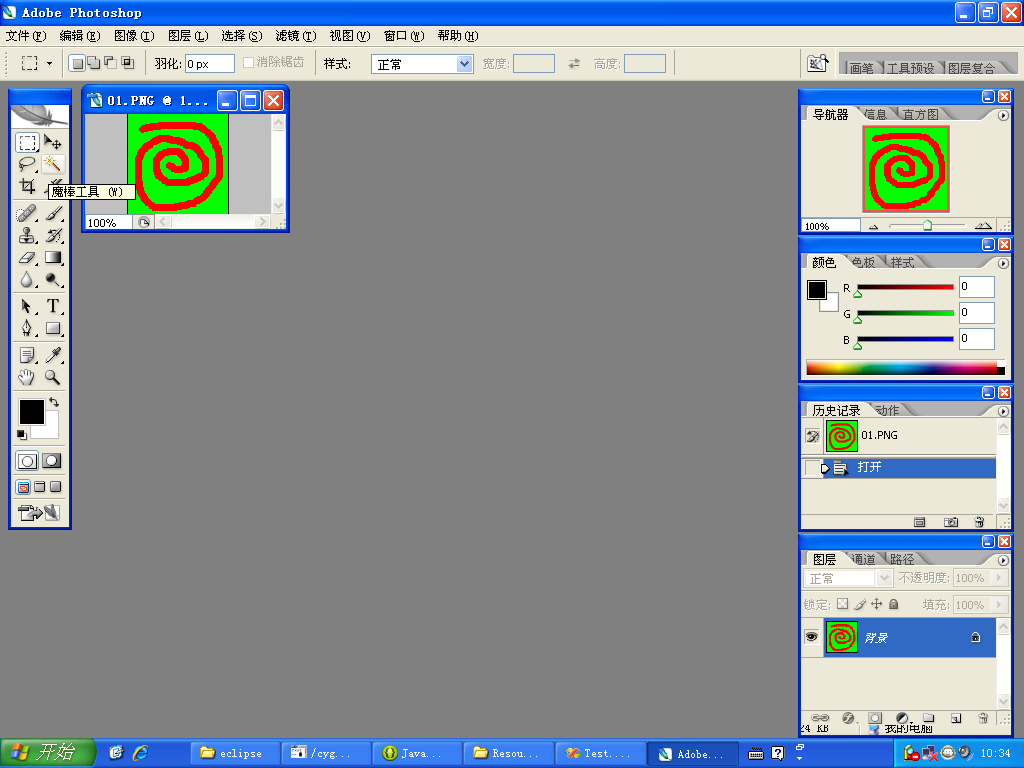 Adobe Photoshop
文件(F) 编辑(E) 图像(I) 图层(L) 选择(S) 滤镜(T) 视图(V) 窗口(W) 帮助(H)
羽化: 0 px 消除锯齿 样式: 正常 宽度: 高度: 画笔 工具预设 图层复合
01.PNG @ 1...
魔棒工具 (W)
100%
导航器 信息 直方图
100%
颜色 色板 样式
R 0
G 0
B 0
历史记录 动作
01.PNG
打开
图层 通道 路径
正常 不透明度: 100%
锁定: 填充: 100%
背景
24 KB 我的电脑
开始 eclipse /cyg... Java... Resou... Test... Adobe... 10:34